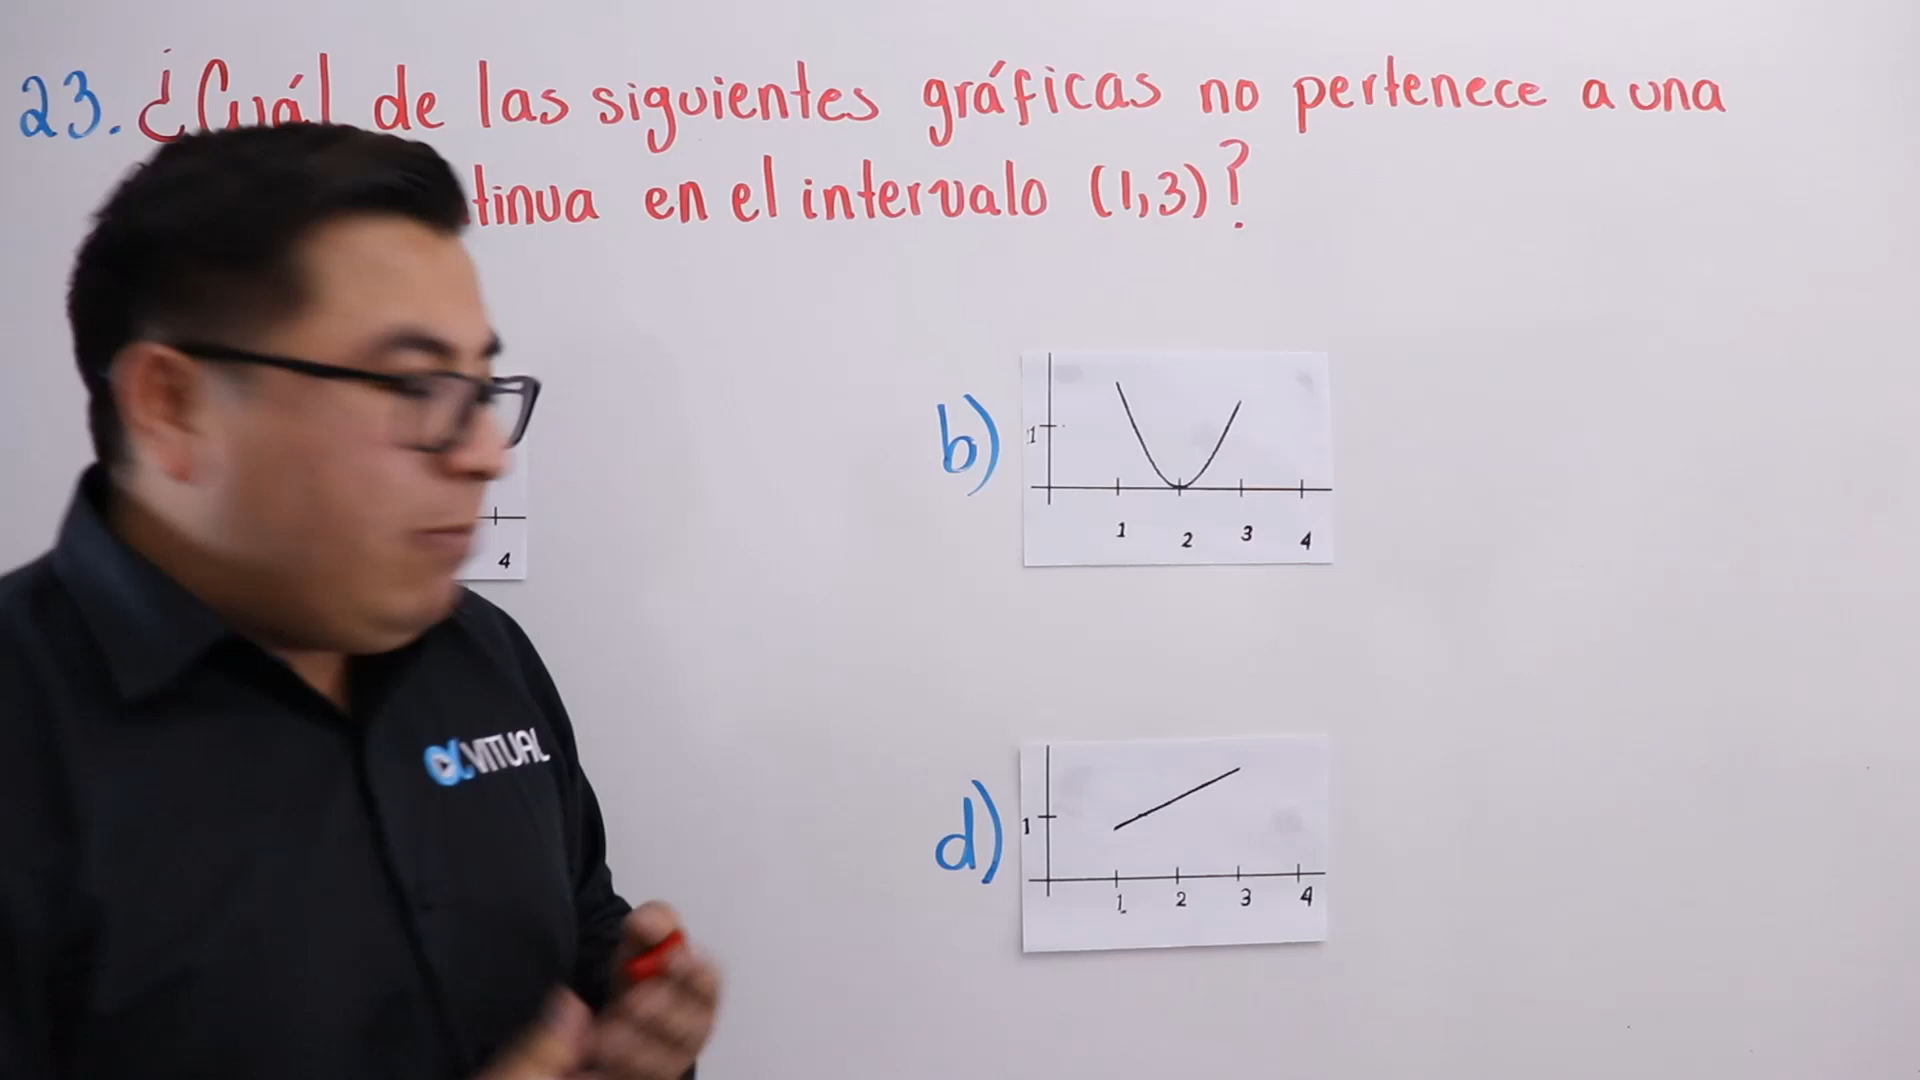 23. ¿Cuál de las siguientes gráficas no pertenece a una
tinua en el intervalo (1,3)?
b)
1
1 2 3 4
4
VITUAL
d)
1
1 2 3 4